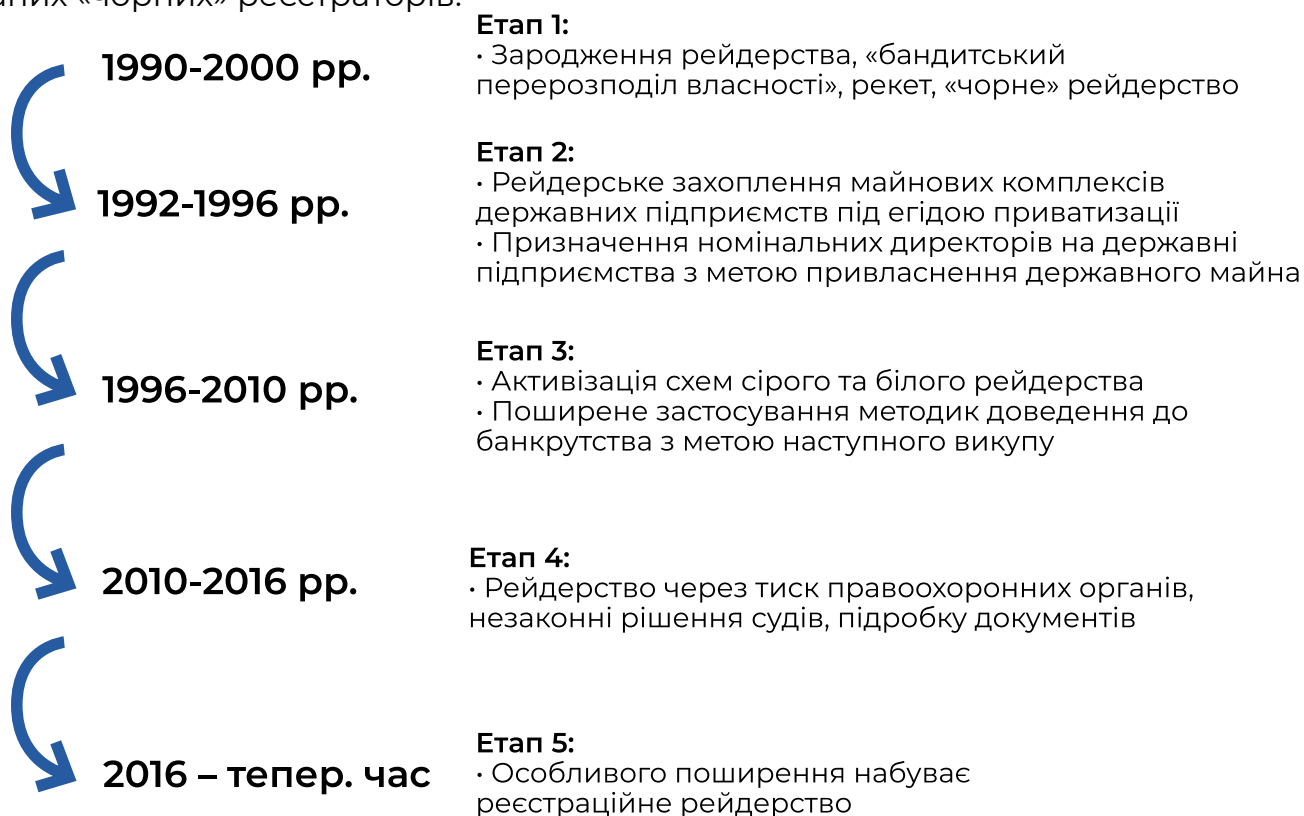 «чорних» реєстраторів.
1990-2000 рр.
Етап 1:
· Зародження рейдерства, «бандитський
перерозподіл власності», рекет, «чорне» рейдерство
1992-1996 рр.
Етап 2:
· Рейдерське захоплення майнових комплексів
державних підприємств під егідою приватизації
· Призначення номінальних директорів на державні
підприємства з метою привласнення державного майна
1996-2010 рр.
Етап 3:
· Активізація схем сірого та білого рейдерства
· Поширене застосування методик доведення до
банкрутства з метою наступного викупу
2010-2016 рр.
Етап 4:
· Рейдерство через тиск правоохоронних органів,
незаконні рішення судів, підробку документів
2016 – тепер. час
Етап 5:
· Особливого поширення набуває
реєстраційне рейдерство